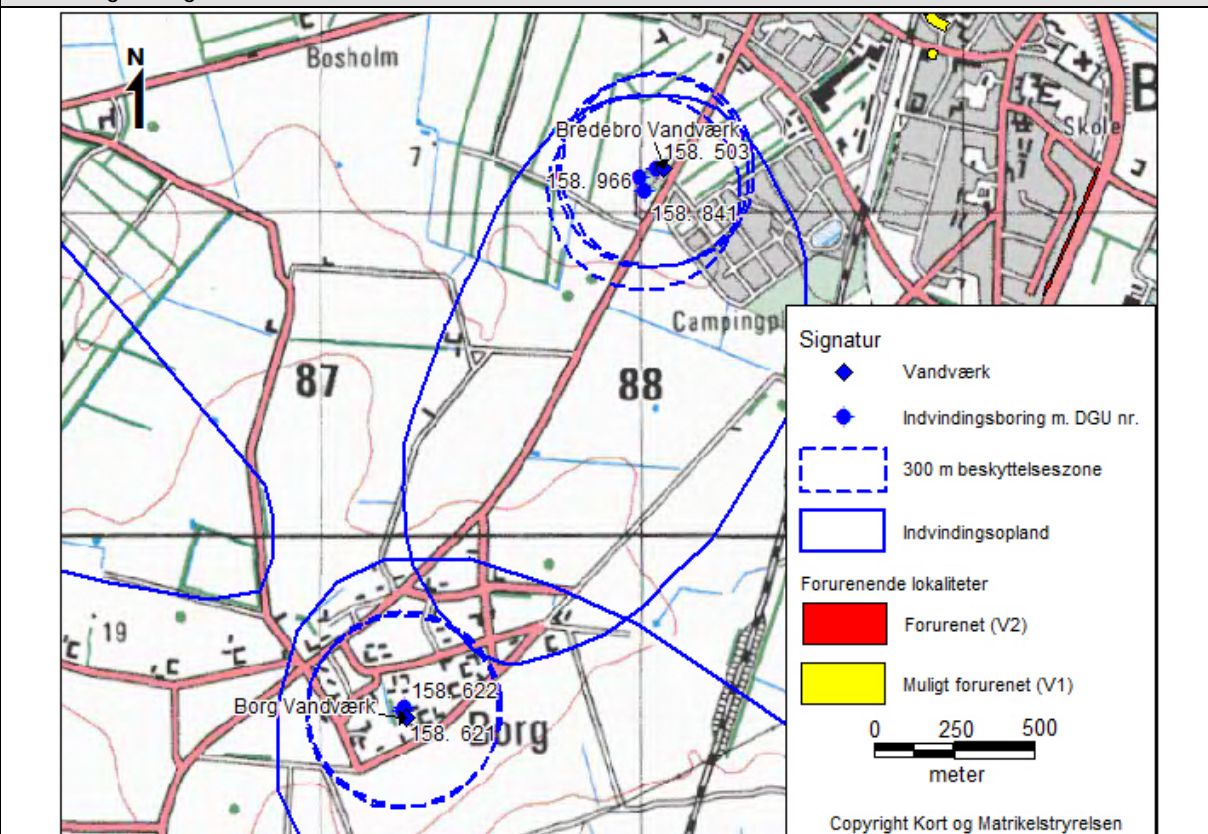 N
Bosholm
B
Skole
Bredebro Vandværk
158. 503
7
158. 966
158. 841
Campingpl
87
88
19
158. 622
Borg Vandværk
158. 621
Borg
Signatur
Vandværk
Indvindingsboring m. DGU nr.
300 m beskyttelseszone
Indvindingsopland
Forurenende lokaliteter
Forurenet (V2)
Muligt forurenet (V1)
0 250 500
meter
Copyright Kort og Matrikelstryrelsen